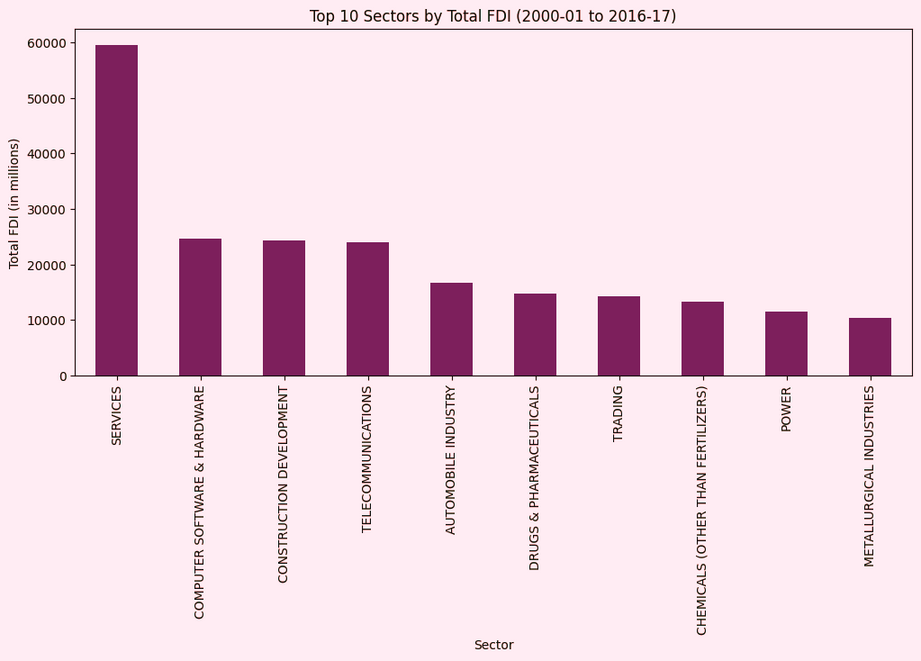 Top 10 Sectors by Total FDI (2000-01 to 2016-17)
Total FDI (in millions)
60000
50000
40000
30000
20000
10000
0
SERVICES
COMPUTER SOFTWARE & HARDWARE
CONSTRUCTION DEVELOPMENT
TELECOMMUNICATIONS
AUTOMOBILE INDUSTRY
DRUGS & PHARMACEUTICALS
TRADING
CHEMICALS (OTHER THAN FERTILIZERS)
POWER
METALLURGICAL INDUSTRIES
Sector